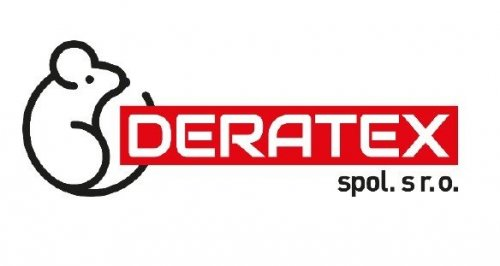 DERATEX
spol. s r. o.